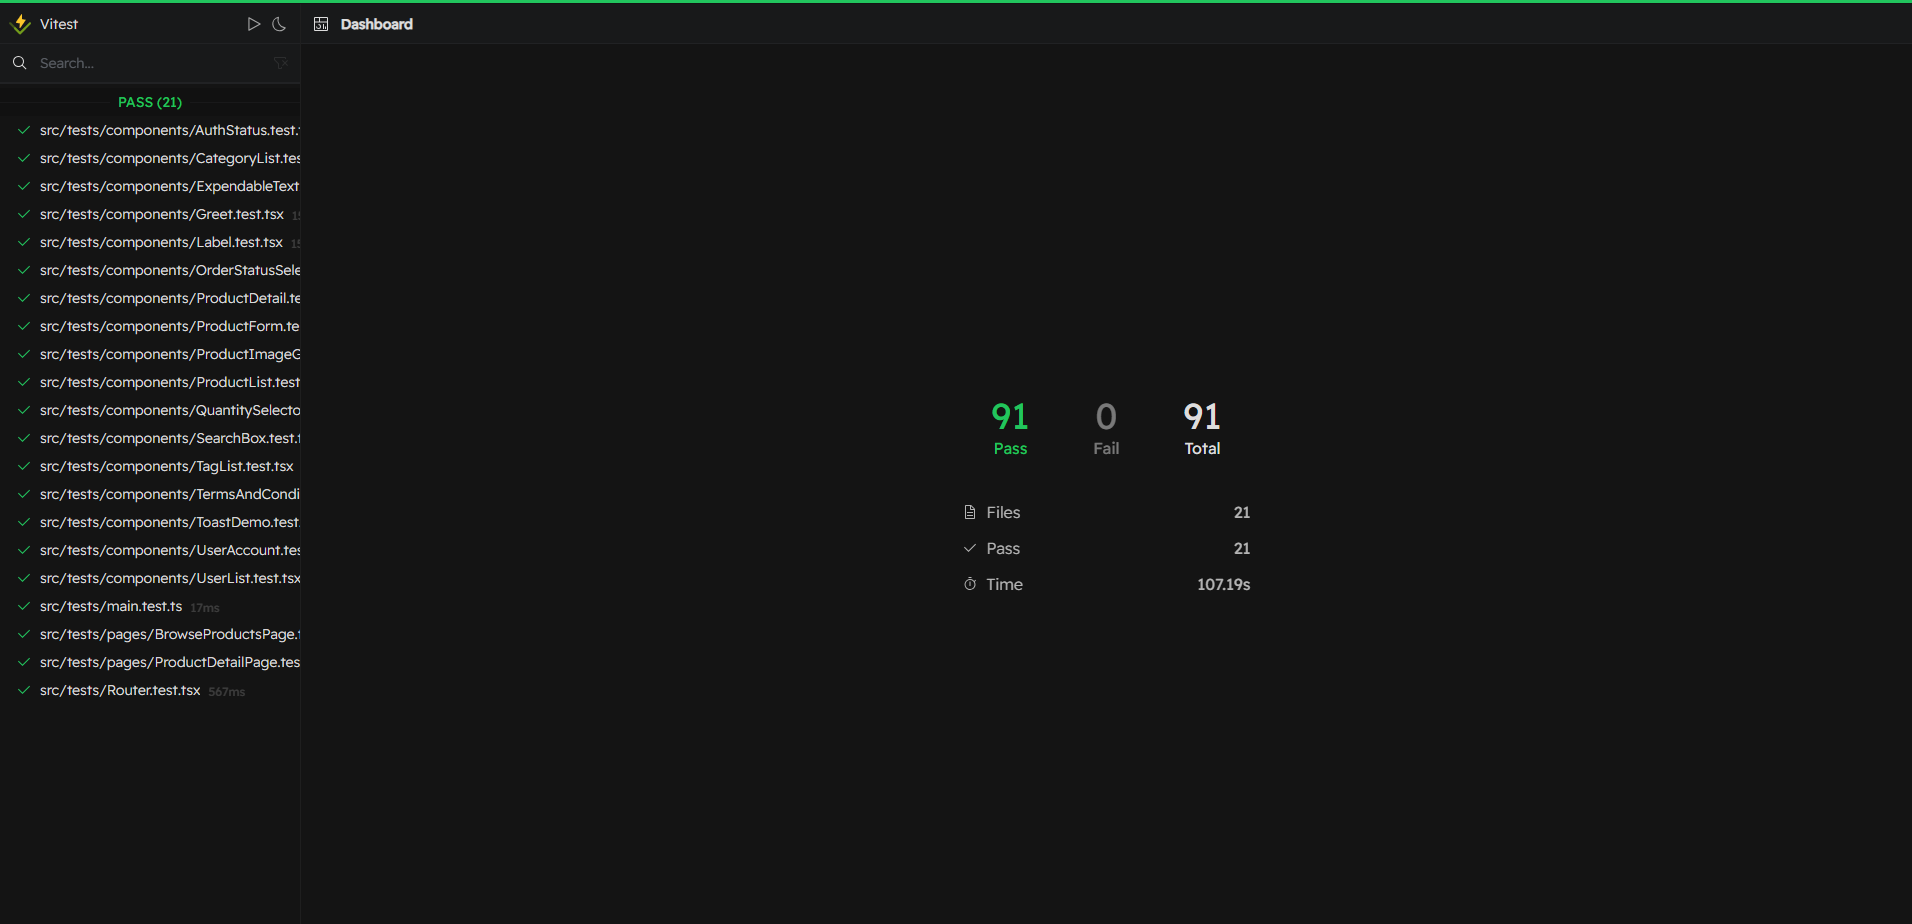 Vitest
Dashboard
Search...
PASS (21)
src/tests/components/AuthStatus.test.
src/tests/components/CategoryList.tes
src/tests/components/ExpendableText
src/tests/components/Greet.test.tsx
src/tests/components/Label.test.tsx
src/tests/components/OrderStatusSele
src/tests/components/ProductDetail.te
src/tests/components/ProductForm.te
src/tests/components/ProductImageG
src/tests/components/ProductList.test
src/tests/components/QuantitySelecto
src/tests/components/SearchBox.test.
src/tests/components/TagList.test.tsx
src/tests/components/TermsAndCondi
src/tests/components/ToastDemo.test.
src/tests/components/UserAccount.tes
src/tests/components/UserList.test.tsx
src/tests/main.test.ts 17ms
src/tests/pages/BrowseProductsPage.
src/tests/pages/ProductDetailPage.tes
src/tests/Router.test.tsx 567ms
91 0 91
Pass Fail Total
Files 21
Pass 21
Time 107.19s